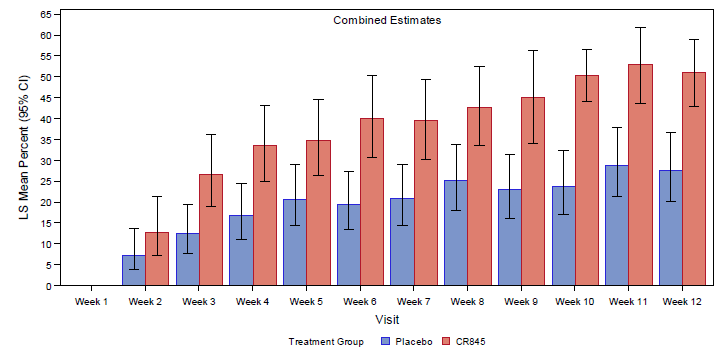 Combined Estimates
65
60
55
50
45
40
35
30
25
20
15
10
5
0
LS Mean Percent (95% CI)
Week 1 Week 2 Week 3 Week 4 Week 5 Week 6 Week 7 Week 8 Week 9 Week 10 Week 11 Week 12
Visit
Treatment Group Placebo CR845